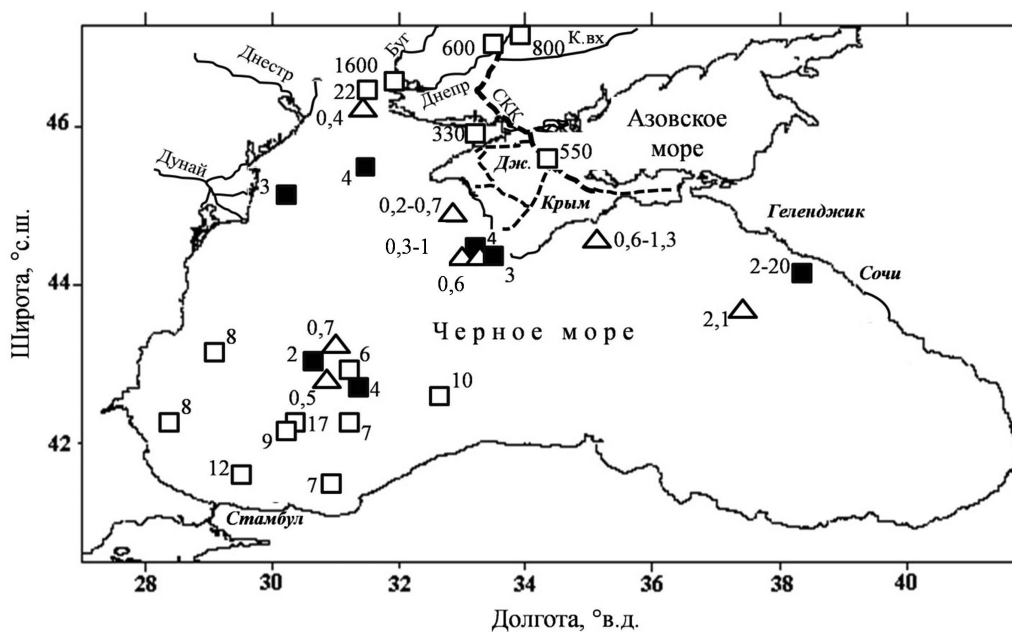 600
800
К.вх
Буг
Днестр
1600
22
0,4
Днепр
СКК
46
330
550
Азовское
море
Дж.
Дунай
4
3
Крым
0,2-0,7
Геленджик
0,3-1
4
0,6-1,3
3
0,6
2-20
Сочи
44
2,1
Черное море
0,7
8
2
6
4
10
0,5
8
17
7
9
42
12
7
Стамбул
28
30
32
34
36
38
40
Широта, °с.ш.
Долгота, °в.д.